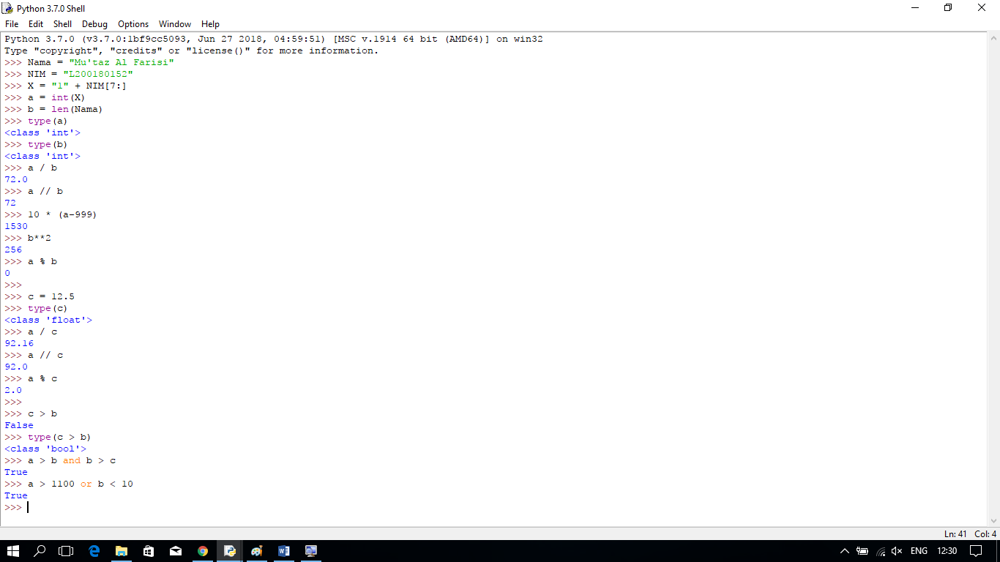 Python 3.7.0 Shell
File Edit Shell Debug Options Window Help
Python 3.7.0 (v3.7.0:1bf9cc5093, Jun 27 2018, 04:59:51) [MSC v.1914 64 bit (AMD64)] on win32
Type "copyright", "credits" or "license()" for more information.
>>> Nama = "Mu'taz Al Farisi"
>>> NIM = "L200180152"
>>> X = "1" + NIM[7:]
>>> a = int(X)
>>> b = len(Nama)
>>> type(a)
<class 'int'>
>>> type(b)
<class 'int'>
>>> a / b
72.0
>>> a // b
72
>>> 10 * (a-999)
1530
>>> b**2
256
>>> a % b
0
>>>
>>> c = 12.5
>>> type(c)
<class 'float'>
>>> a / c
92.16
>>> a // c
92.0
>>> a % c
2.0
>>>
>>> c > b
False
>>> type(c > b)
<class 'bool'>
>>> a > b and b > c
True
>>> a > 1100 or b < 10
True
>>>
Ln: 41 Col: 4
ENG 12:30